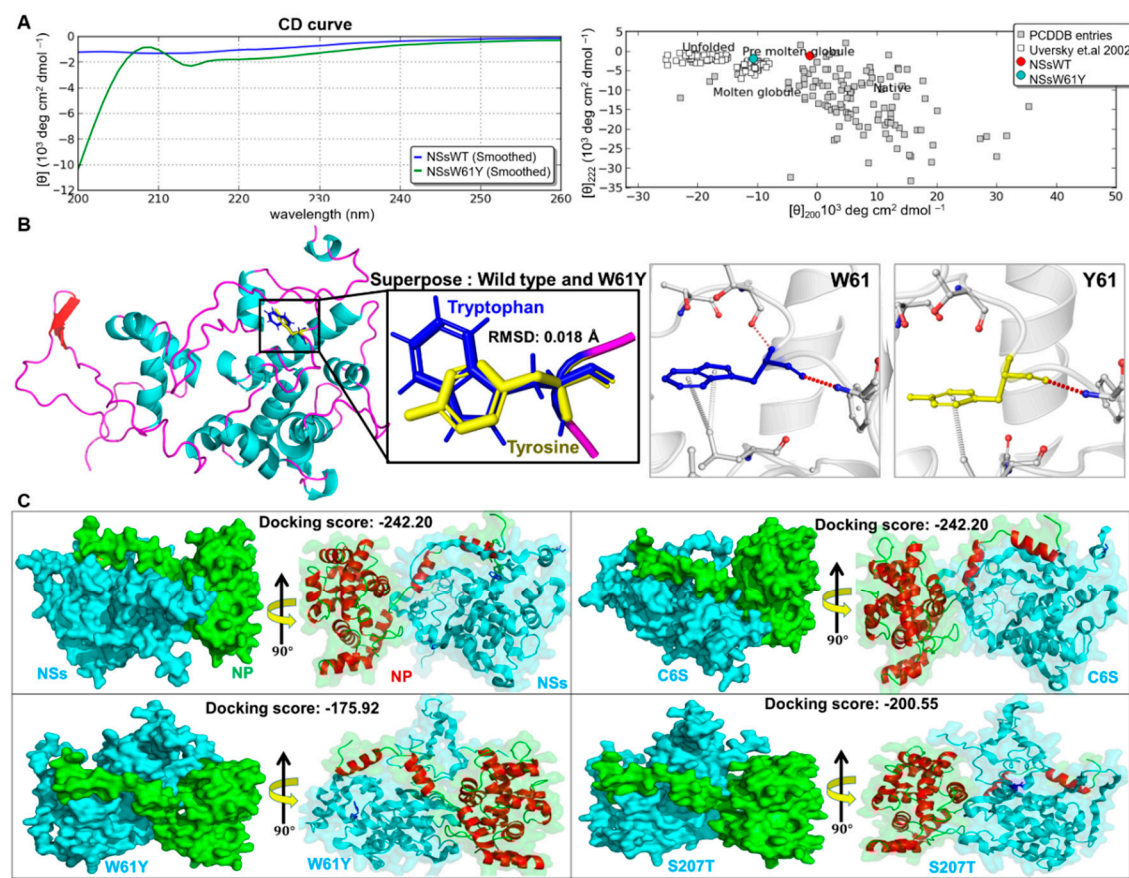 A
CD curve
[θ] (10³ deg cm² dmol ⁻¹)
0
−2
−4
−6
−8
−10
−12
200
210
220
230
240
250
260
wavelength (nm)
NSsWT (Smoothed)
NSsW61Y (Smoothed)
[θ]₂₂₂ (10³ deg cm² dmol ⁻¹)
5
0
−5
−10
−15
−20
−25
−30
−35
−30
−20
−10
0
10
20
30
40
50
[θ]₂₀₀10³ deg cm² dmol ⁻¹
Unfolded
Pre molten globule
Molten globule
Native
PCDDB entries
Uversky et.al 2002
NSsWT
NSsW61Y
B
Superpose : Wild type and W61Y
Tryptophan
RMSD: 0.018 Å
Tyrosine
W61
Y61
C
Docking score: -242.20
90°
NSs
NP
NP
NSs
Docking score: -242.20
90°
C6S
C6S
Docking score: -175.92
90°
W61Y
W61Y
Docking score: -200.55
90°
S207T
S207T